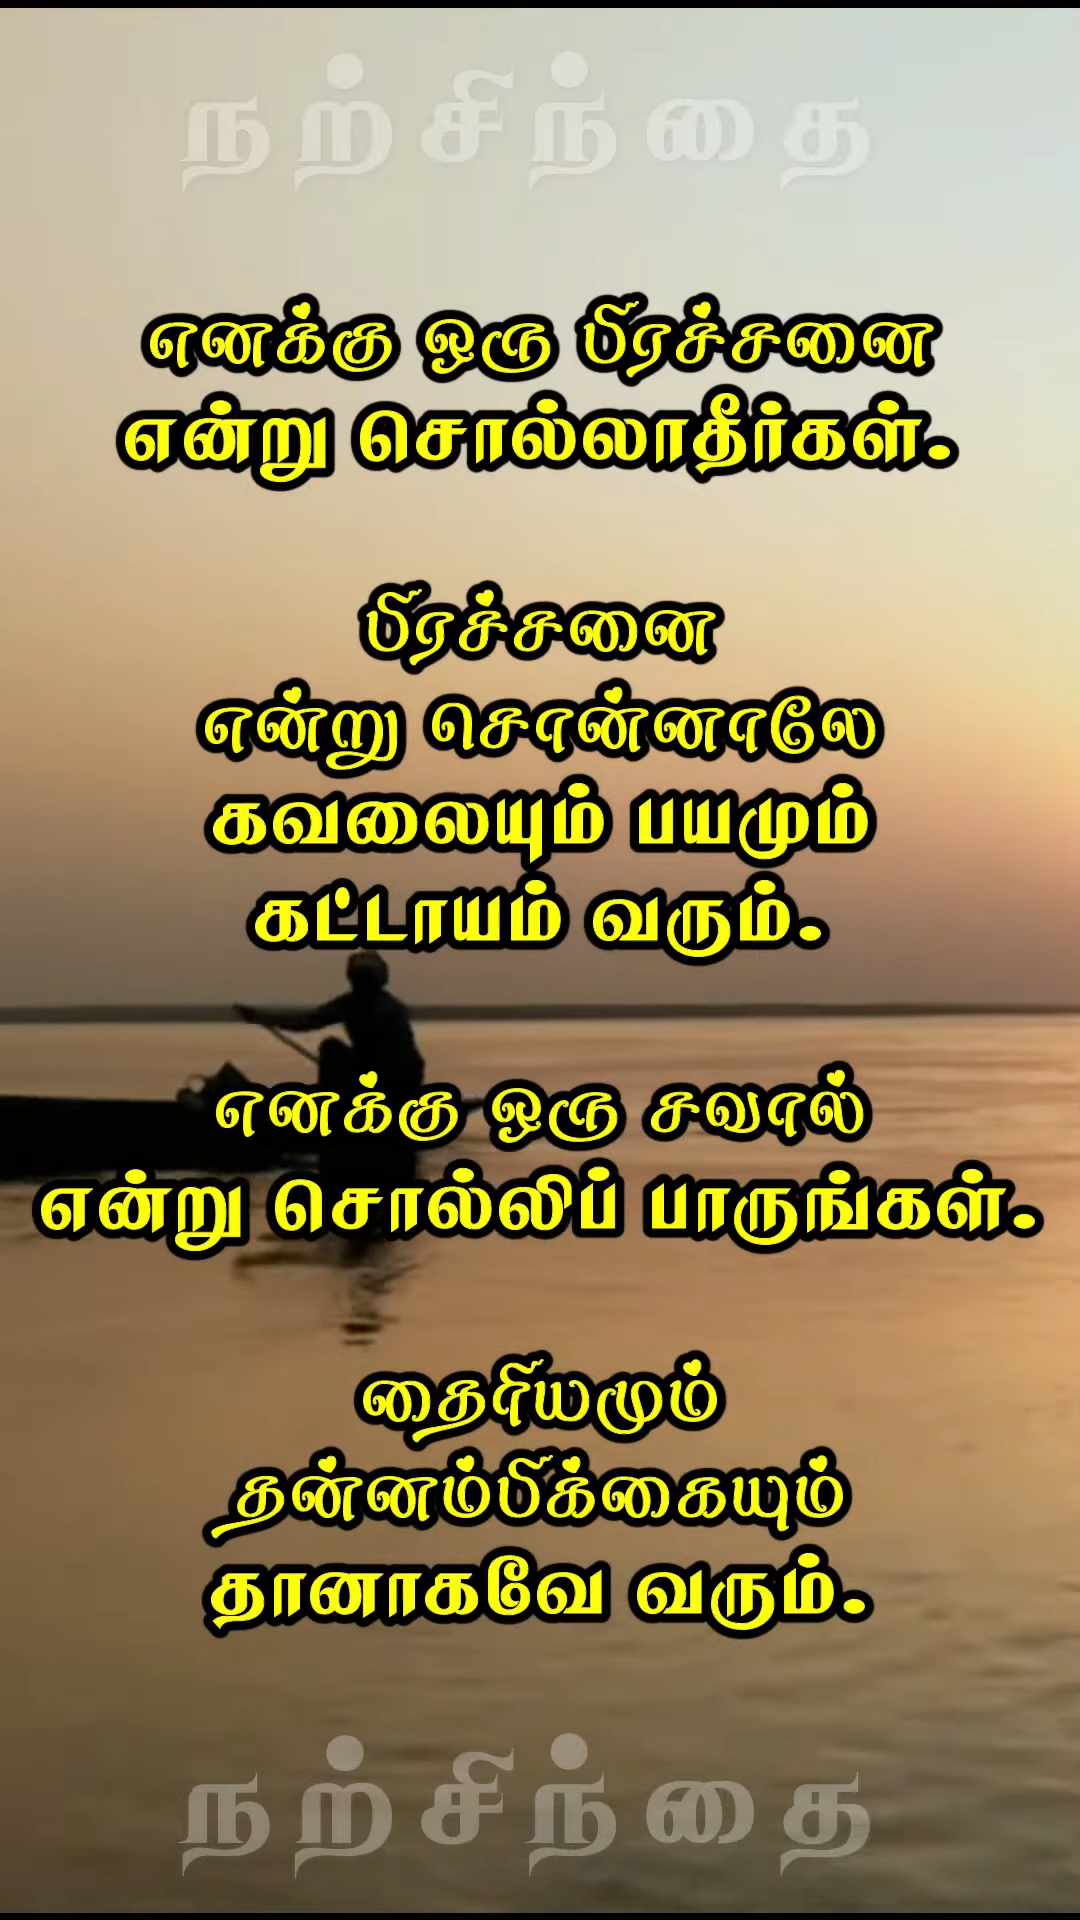 நற்சிந்தை
எனக்கு ஒரு பிரச்சனை
என்று சொல்லாதீர்கள்.
பிரச்சனை
என்று சொன்னாலே
கவலையும் பயமும்
கட்டாயம் வரும்.
எனக்கு ஒரு சவால்
என்று சொல்லிப் பாருங்கள்.
தைரியமும்
தன்னம்பிக்கையும்
தானாகவே வரும்.
நற்சிந்தை